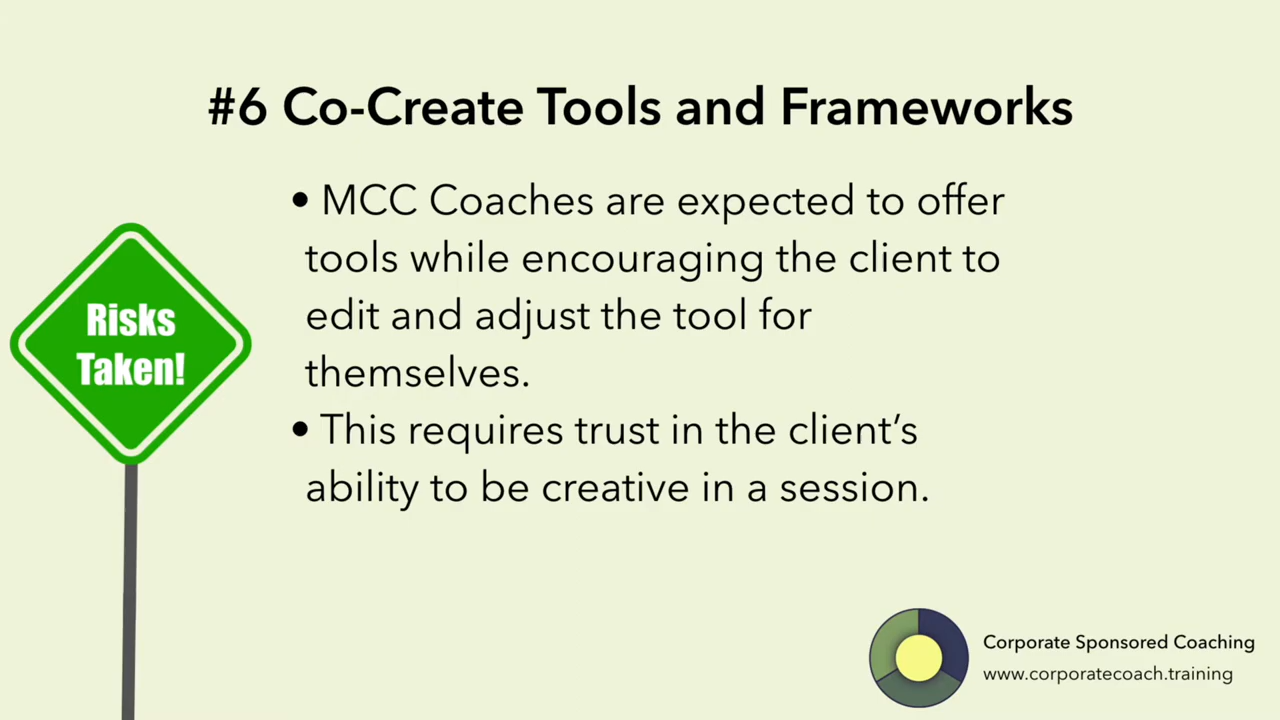 #6 Co-Create Tools and Frameworks
• MCC Coaches are expected to offer
tools while encouraging the client to
edit and adjust the tool for
themselves.
• This requires trust in the client’s
ability to be creative in a session.
Risks
Taken!
Corporate Sponsored Coaching
www.corporatecoach.training